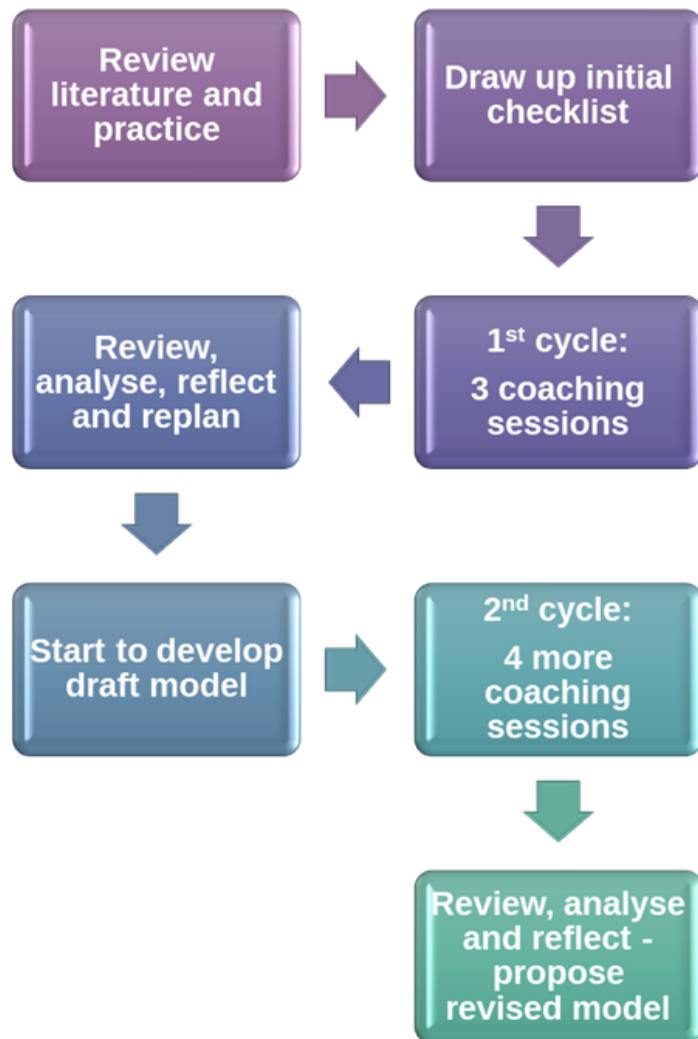 Review
literature and
practice
Draw up initial
checklist
1st cycle:
3 coaching
sessions
Review,
analyse, reflect
and replan
Start to develop
draft model
2nd cycle:
4 more
coaching
sessions
Review, analyse
and reflect -
propose
revised model